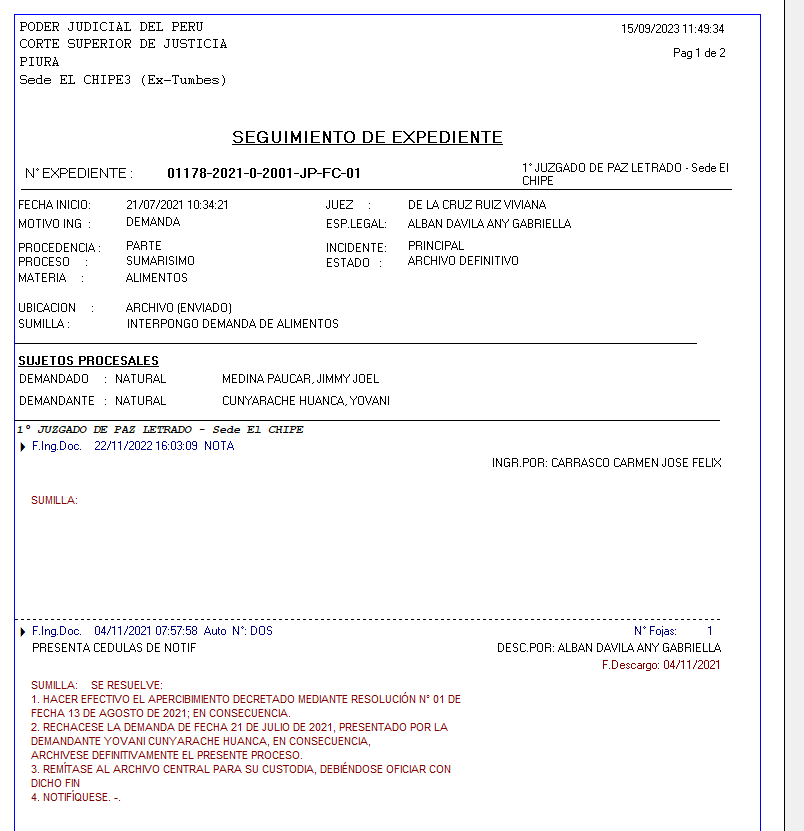 PODER JUDICIAL DEL PERU
CORTE SUPERIOR DE JUSTICIA
PIURA
Sede EL CHIPE3 (Ex-Tumbes)
15/09/2023 11:49:34
Pag 1 de 2
SEGUIMIENTO DE EXPEDIENTE
N° EXPEDIENTE : 01178-2021-0-2001-JP-FC-01
1° JUZGADO DE PAZ LETRADO - Sede El
CHIPE
FECHA INICIO: 21/07/2021 10:34:21 JUEZ : DE LA CRUZ RUIZ VIVIANA
MOTIVO ING : DEMANDA ESP.LEGAL: ALBAN DAVILA ANY GABRIELLA
PROCEDENCIA : PARTE INCIDENTE: PRINCIPAL
PROCESO : SUMARISIMO ESTADO : ARCHIVO DEFINITIVO
MATERIA : ALIMENTOS
UBICACION : ARCHIVO (ENVIADO)
SUMILLA : INTERPONGO DEMANDA DE ALIMENTOS
SUJETOS PROCESALES
DEMANDADO : NATURAL MEDINA PAUCAR, JIMMY JOEL
DEMANDANTE : NATURAL CUNYARACHE HUANCA, YOVANI
1° JUZGADO DE PAZ LETRADO - Sede El CHIPE
F.Ing.Doc. 22/11/2022 16:03:09 NOTA
INGR.POR: CARRASCO CARMEN JOSE FELIX
SUMILLA:
F.Ing.Doc. 04/11/2021 07:57:58 Auto N°: DOS N° Fojas: 1
PRESENTA CEDULAS DE NOTIF DESC.POR: ALBAN DAVILA ANY GABRIELLA
F.Descargo: 04/11/2021
SUMILLA: SE RESUELVE:
1. HACER EFECTIVO EL APERCIBIMIENTO DECRETADO MEDIANTE RESOLUCIÓN N° 01 DE
FECHA 13 DE AGOSTO DE 2021; EN CONSECUENCIA.
2. RECHACESE LA DEMANDA DE FECHA 21 DE JULIO DE 2021, PRESENTADO POR LA
DEMANDANTE YOVANI CUNYARACHE HUANCA, EN CONSECUENCIA,
ARCHIVESE DEFINITIVAMENTE EL PRESENTE PROCESO.
3. REMÍTASE AL ARCHIVO CENTRAL PARA SU CUSTODIA, DEBIÉNDOSE OFICIAR CON
DICHO FIN
4. NOTIFÍQUESE. -.